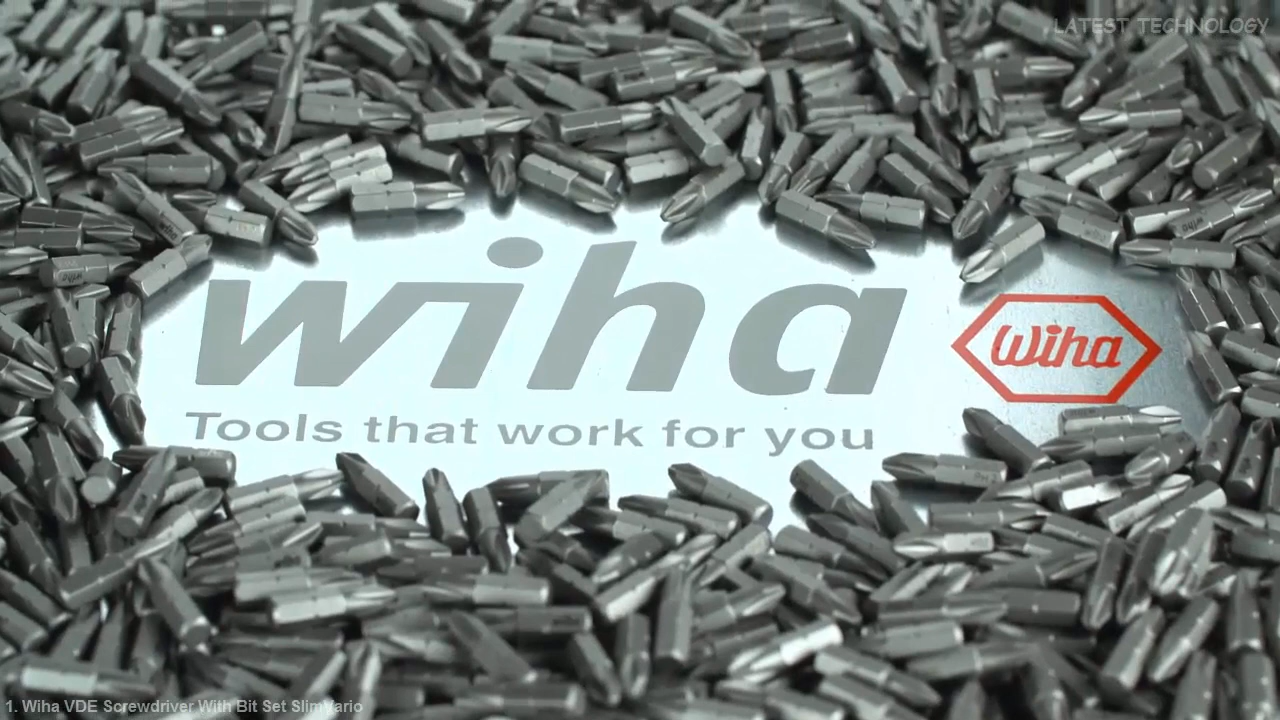 LATEST TECHNOLOGY
wiha
Wiha
Tools that work for you
1. Wiha VDE Screwdriver With Bit Set SlimVario